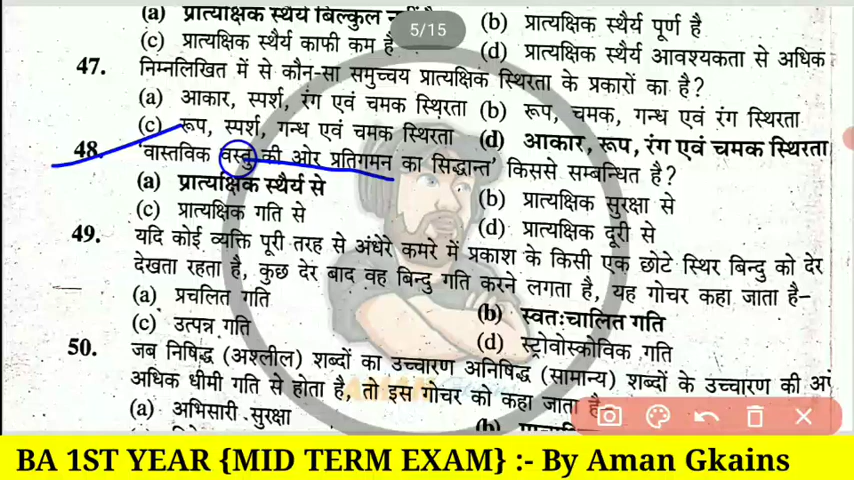 (a) प्रात्यक्षिक स्थैर्य बिल्कुल
(b) प्रात्यक्षिक स्थैर्य पूर्ण है
5/15
(c) प्रात्यक्षिक स्थैर्य काफी कम है
(d) प्रात्यक्षिक स्थैर्य आवश्यकता से अधिक
47. निम्नलिखित में से कौन-सा समुच्चय प्रात्यक्षिक स्थिरता के प्रकारों का है?
(a) आकार, स्पर्श, रंग एवं चमक स्थिरता (b) रूप, चमक, गन्ध एवं रंग स्थिरता
(c) रूप, स्पर्श, गन्ध एवं चमक स्थिरता (d) आकार, रूप, रंग एवं चमक स्थिरता
48. 'वास्तविक वस्तु की ओर प्रतिगमन का सिद्धान्त' किससे सम्बन्धित है?
(a) प्रात्यक्षिक स्थैर्य से
(b) प्रात्यक्षिक सुरक्षा से
(c) प्रात्यक्षिक गति से
(d) प्रात्यक्षिक दूरी से
49. यदि कोई व्यक्ति पूरी तरह से अंधेरे कमरे में प्रकाश के किसी एक छोटे स्थिर बिन्दु को देर
देखता रहता है, कुछ देर बाद वह बिन्दु गति करने लगता है, यह गोचर कहा जाता है–
(a) प्रचलित गति
(b) स्वतःचालित गति
(c) उत्पन्न गति
(d) स्ट्रोवोस्कोविक गति
50. जब निषिद्ध (अश्लील) शब्दों का उच्चारण अनिषिद्ध (सामान्य) शब्दों के उच्चारण की
अधिक धीमी गति से होता है, तो इस गोचर को कहा जाता है–
(a) अभिसारी सुरक्षा
(b)
BA 1ST YEAR {MID TERM EXAM} :- By Aman Gkains